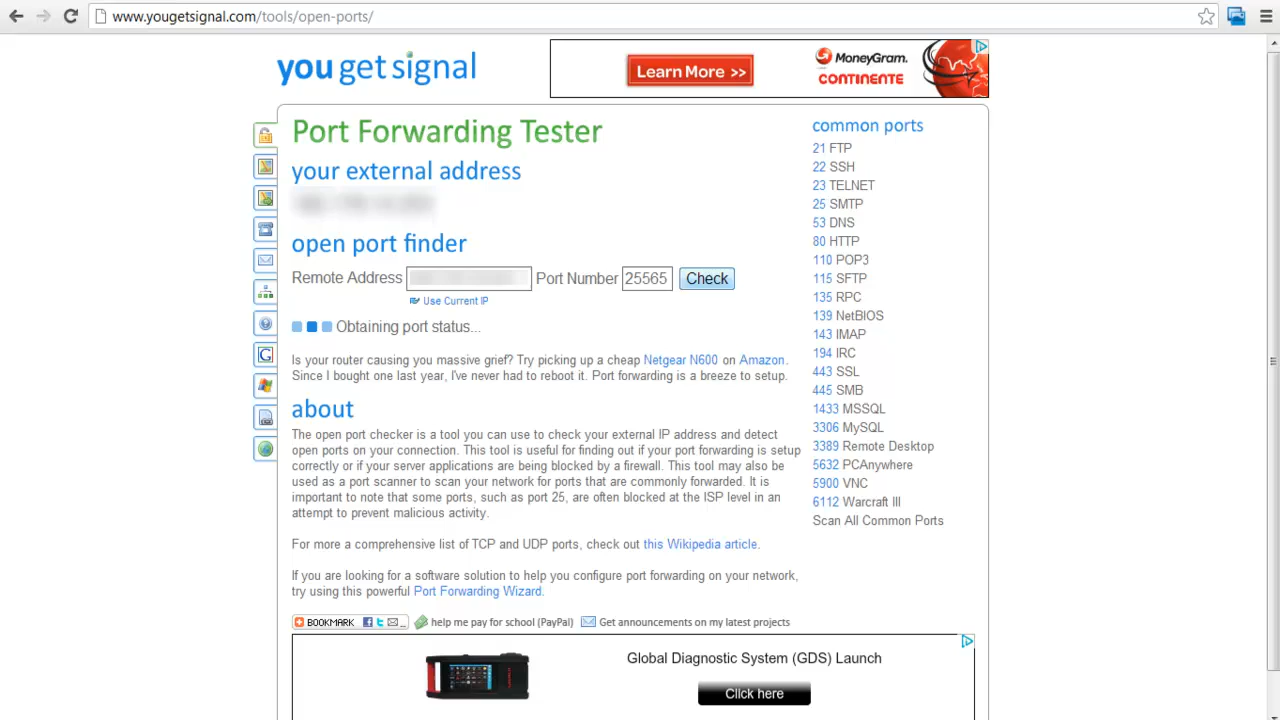 www.yougetsignal.com/tools/open-ports/
you get signal
Learn More >>
MoneyGram.
CONTINENTE
Port Forwarding Tester
your external address
open port finder
Remote Address Port Number 25565 Check
Use Current IP
Obtaining port status...
Is your router causing you massive grief? Try picking up a cheap Netgear N600 on Amazon.
Since I bought one last year, I've never had to reboot it. Port forwarding is a breeze to setup.
about
The open port checker is a tool you can use to check your external IP address and detect
open ports on your connection. This tool is useful for finding out if your port forwarding is setup
correctly or if your server applications are being blocked by a firewall. This tool may also be
used as a port scanner to scan your network for ports that are commonly forwarded. It is
important to note that some ports, such as port 25, are often blocked at the ISP level in an
attempt to prevent malicious activity.
For more a comprehensive list of TCP and UDP ports, check out this Wikipedia article.
If you are looking for a software solution to help you configure port forwarding on your network,
try using this powerful Port Forwarding Wizard.
BOOKMARK help me pay for school (PayPal) Get announcements on my latest projects
common ports
21 FTP
22 SSH
23 TELNET
25 SMTP
53 DNS
80 HTTP
110 POP3
115 SFTP
135 RPC
139 NetBIOS
143 IMAP
194 IRC
443 SSL
445 SMB
1433 MSSQL
3306 MySQL
3389 Remote Desktop
5632 PCAnywhere
5900 VNC
6112 Warcraft III
Scan All Common Ports
Global Diagnostic System (GDS) Launch
Click here